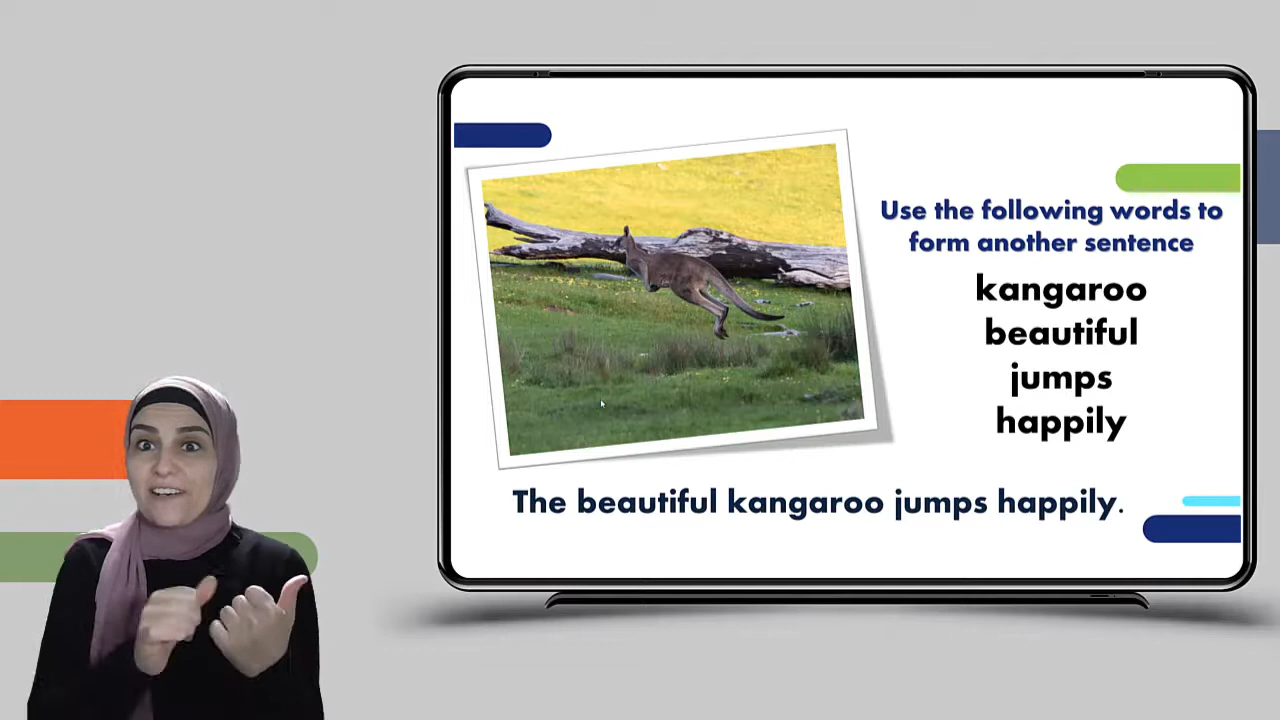 Use the following words to
form another sentence
kangaroo
beautiful
jumps
happily
The beautiful kangaroo jumps happily.